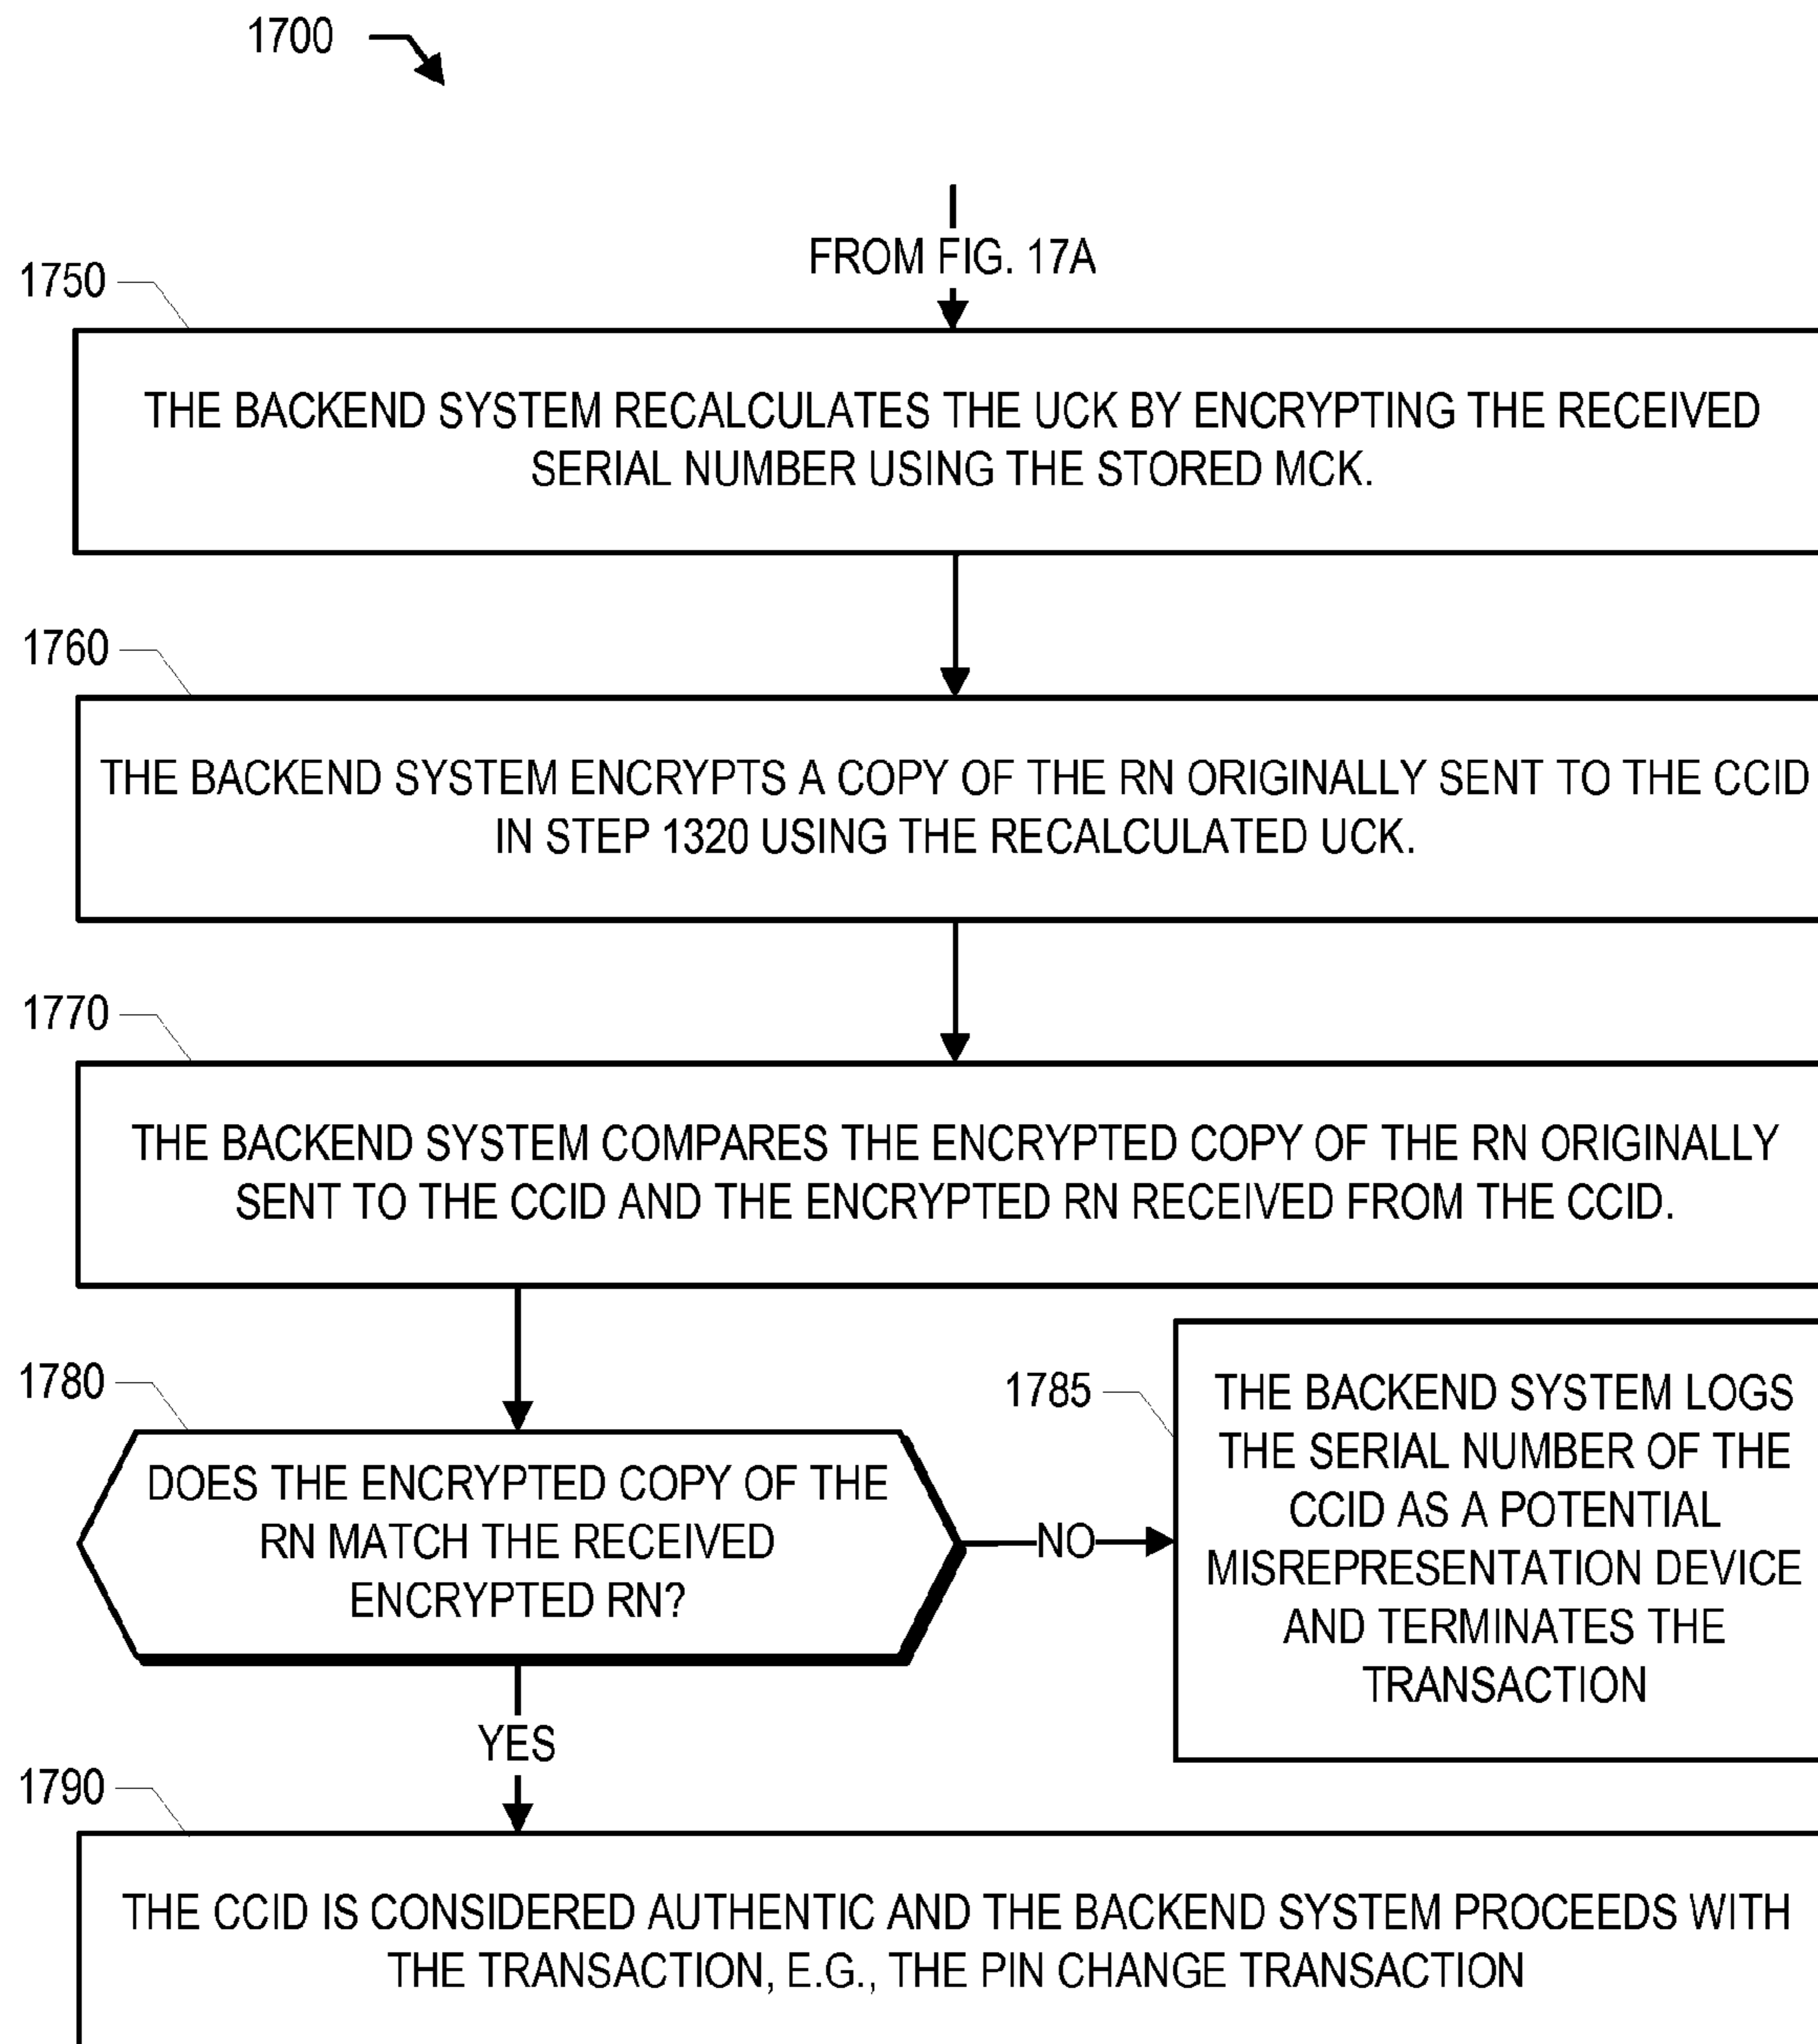 1700
FROM FIG. 17A
1750
THE BACKEND SYSTEM RECALCULATES THE UCK BY ENCRYPTING THE RECEIVED
SERIAL NUMBER USING THE STORED MCK.
1760
THE BACKEND SYSTEM ENCRYPTS A COPY OF THE RN ORIGINALLY SENT TO THE CCID
IN STEP 1320 USING THE RECALCULATED UCK.
1770
THE BACKEND SYSTEM COMPARES THE ENCRYPTED COPY OF THE RN ORIGINALLY
SENT TO THE CCID AND THE ENCRYPTED RN RECEIVED FROM THE CCID.
1780
DOES THE ENCRYPTED COPY OF THE
RN MATCH THE RECEIVED
ENCRYPTED RN?
NO
1785
THE BACKEND SYSTEM LOGS
THE SERIAL NUMBER OF THE
CCID AS A POTENTIAL
MISREPRESENTATION DEVICE
AND TERMINATES THE
TRANSACTION
YES
1790
THE CCID IS CONSIDERED AUTHENTIC AND THE BACKEND SYSTEM PROCEEDS WITH
THE TRANSACTION, E.G., THE PIN CHANGE TRANSACTION